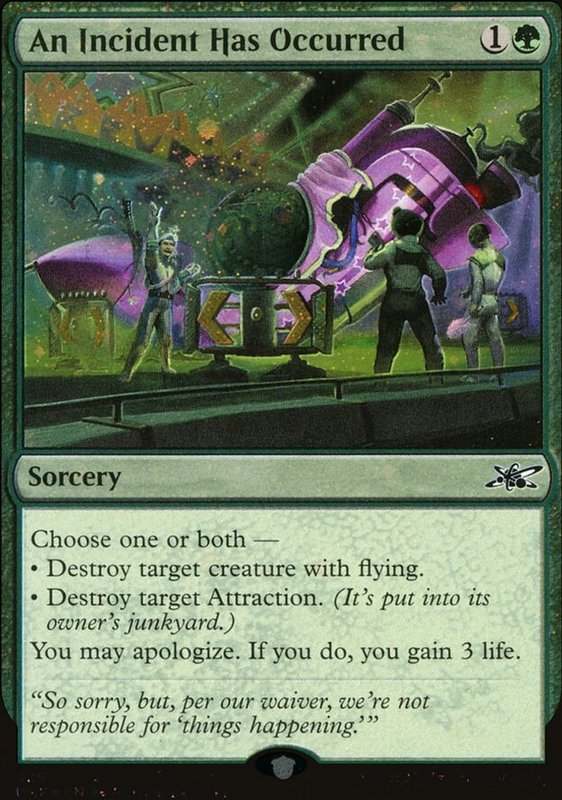 An Incident Has Occurred
1
Sorcery
Choose one or both —
• Destroy target creature with flying.
• Destroy target Attraction. (It's put into its
owner's junkyard.)
You may apologize. If you do, you gain 3 life.
"So sorry, but, per our waiver, we're not
responsible for 'things happening.'"